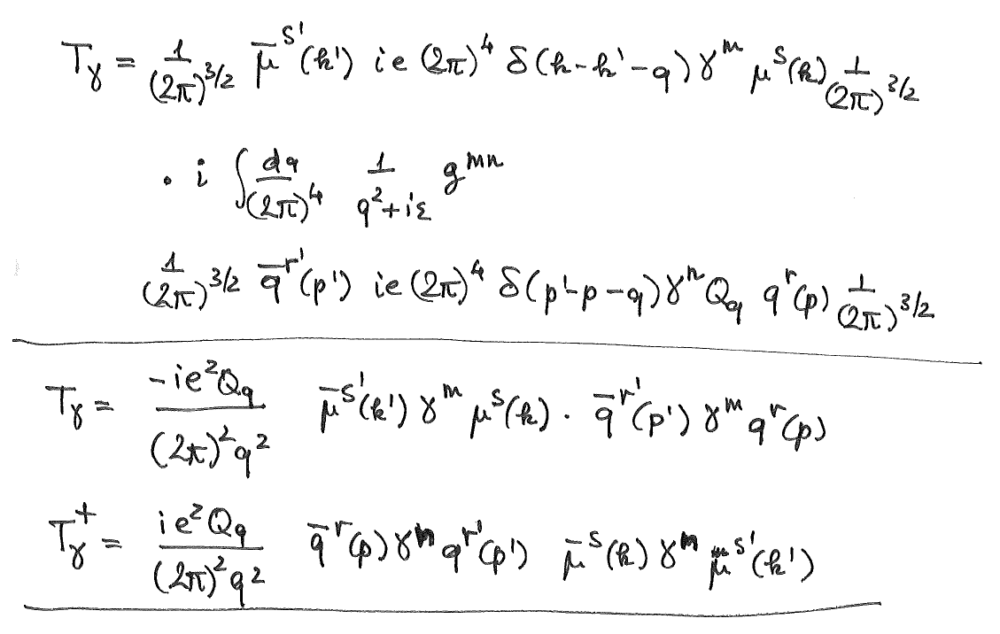 T_γ = 1/(2π)^{3/2} μ̄^{s'}(k') ie (2π)^4 δ(k-k'-q) γ^m μ^s(k) 1/(2π)^{3/2}
· i ∫ dq/(2π)^4 1/(q²+iε) g^{mn}
1/(2π)^{3/2} q̄^{r'}(p') ie (2π)^4 δ(p'-p-q) γ^n Q_q q^r(p) 1/(2π)^{3/2}
T_γ = -ie²Q_q/((2π)²q²) μ̄^{s'}(k') γ^m μ^s(k) · q̄^{r'}(p') γ^m q^r(p)
T_γ^+ = ie²Q_q/((2π)²q²) q̄^r(p) γ^n q^{r'}(p') μ̄^s(k) γ^n μ^{s'}(k')